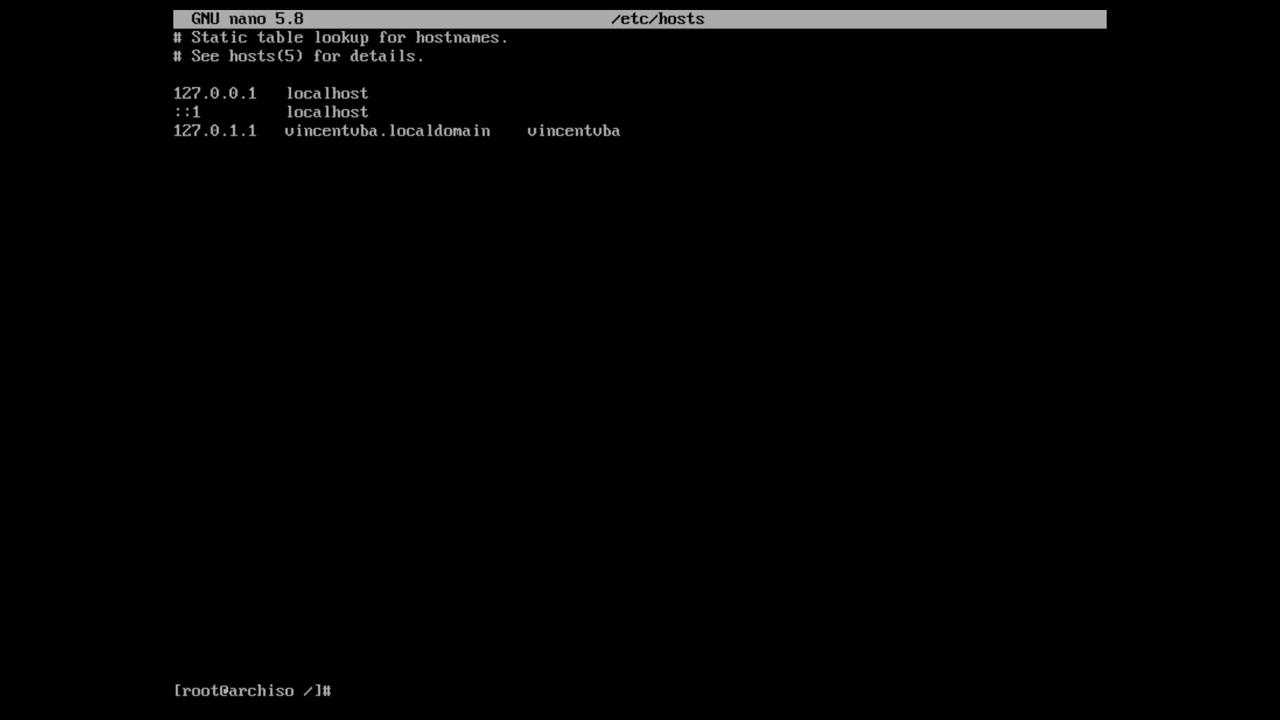 GNU nano 5.8 /etc/hosts
# Static table lookup for hostnames.
# See hosts(5) for details.
127.0.0.1 localhost
::1 localhost
127.0.1.1 vincentvba.localdomain vincentvba
[root@archiso /]#